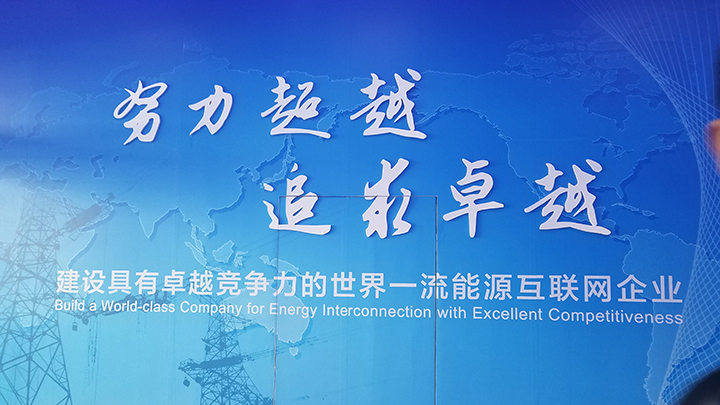 努力超越
追求卓越
建设具有卓越竞争力的世界一流能源互联网企业
Build a World-class Company for Energy Interconnection with Excellent Competitiveness